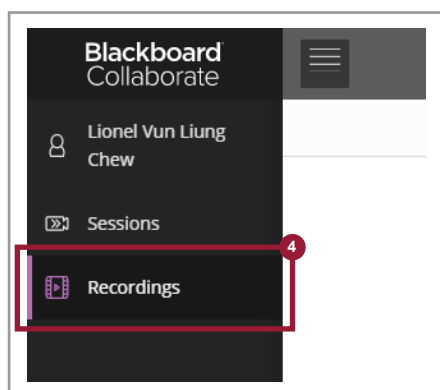 Blackboard
Collaborate
Lionel Vun Liung
Chew
Sessions
4
Recordings